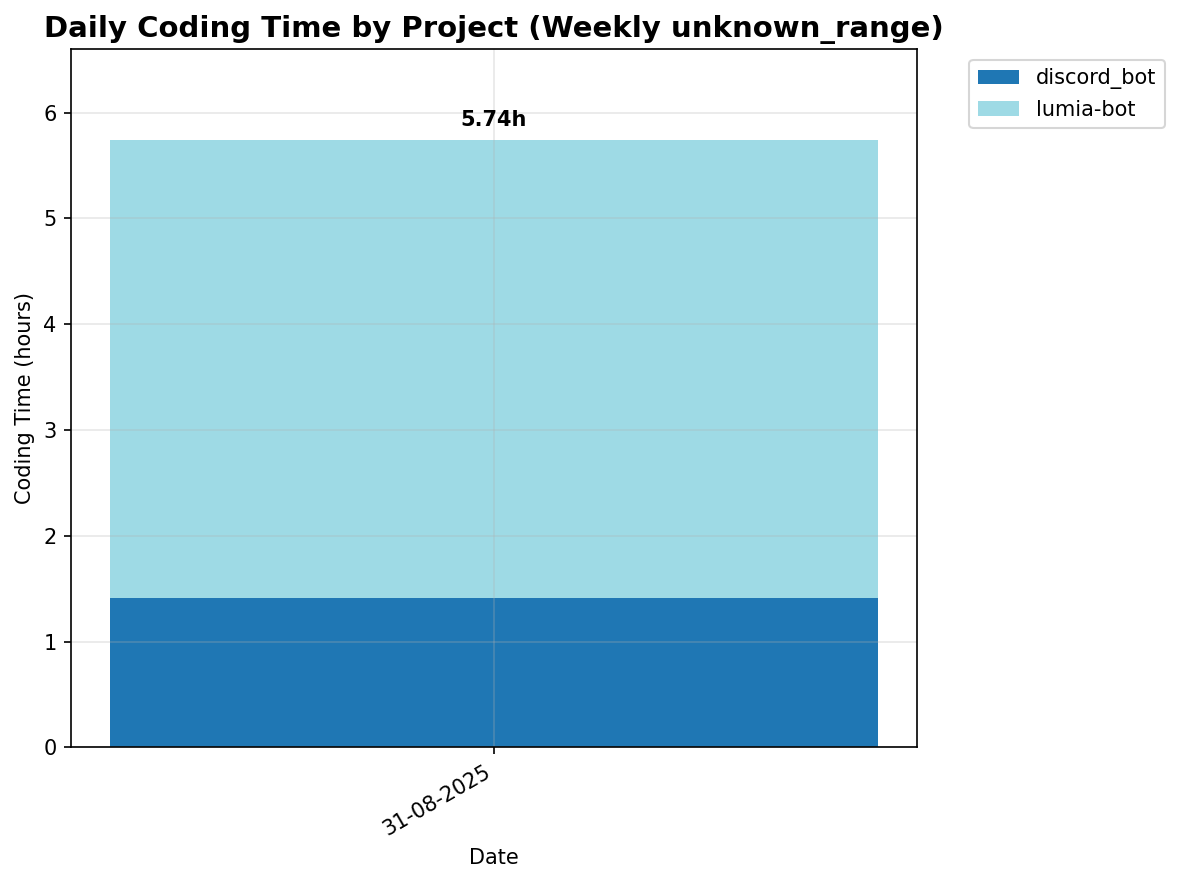 Daily Coding Time by Project (Weekly unknown_range)
discord_bot
lumia-bot
5.74h
Coding Time (hours)
6
5
4
3
2
1
0
31-08-2025
Date